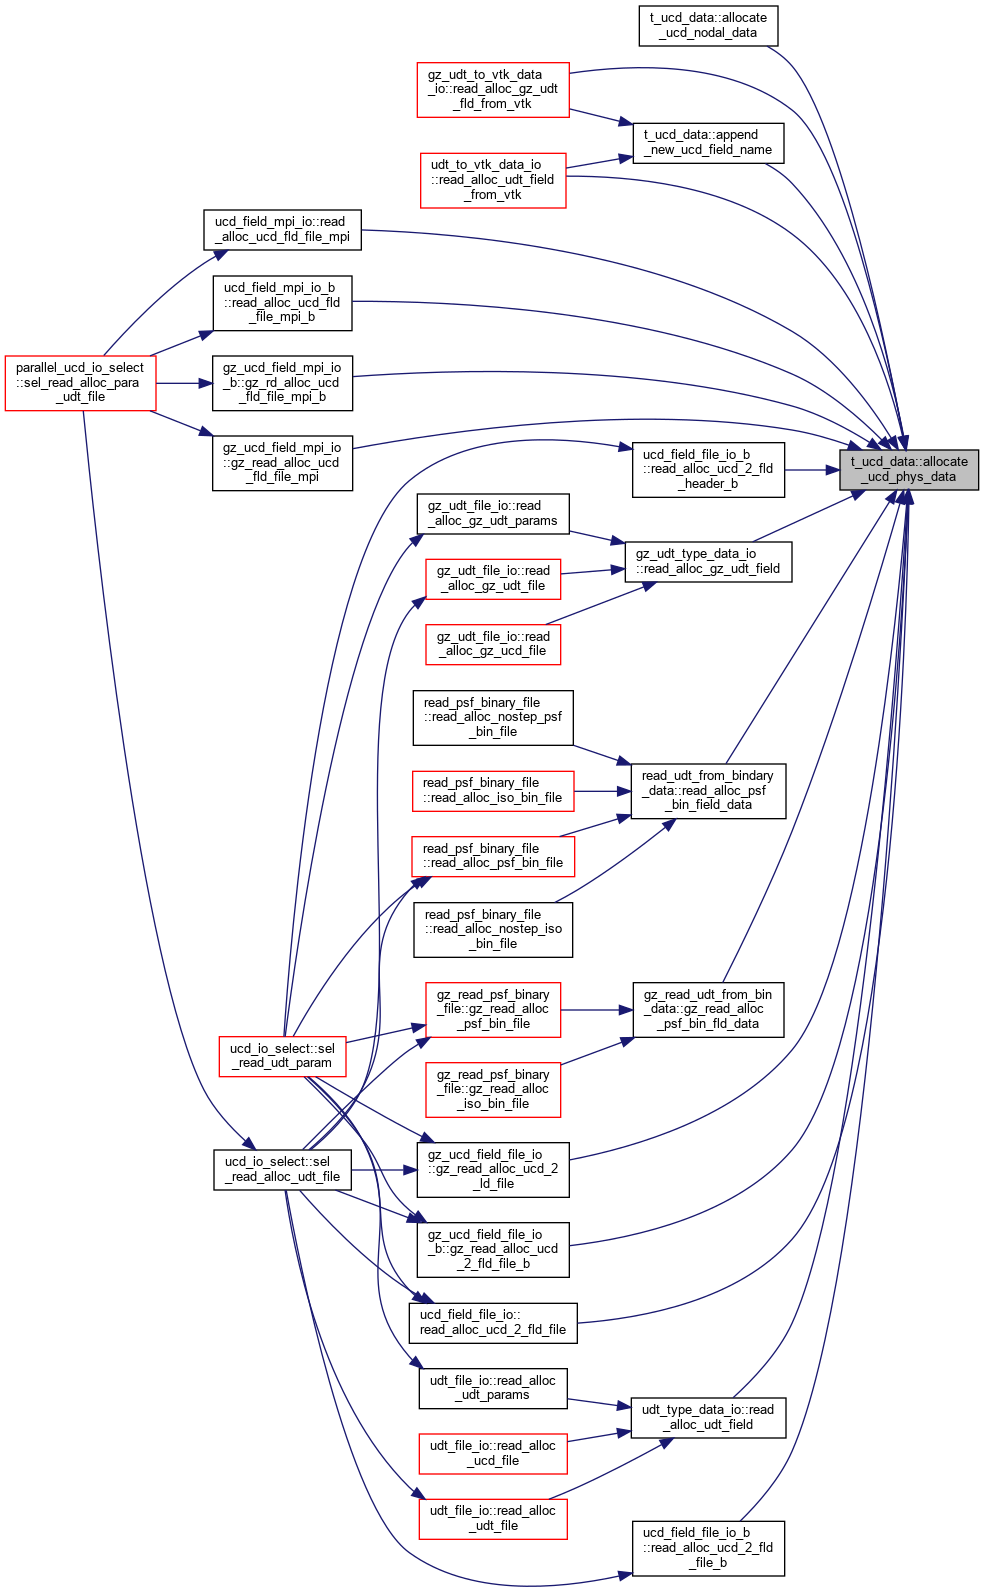 t_ucd_data::allocate
_ucd_nodal_data
gz_udt_to_vtk_data
_io::read_alloc_gz_udt
_fld_from_vtk
t_ucd_data::append
_new_ucd_field_name
udt_to_vtk_data_io
::read_alloc_udt_field
_from_vtk
ucd_field_mpi_io::read
_alloc_ucd_fld_file_mpi
ucd_field_mpi_io_b
::read_alloc_ucd_fld
_file_mpi_b
parallel_ucd_io_select
::sel_read_alloc_para
_udt_file
gz_ucd_field_mpi_io
_b::gz_rd_alloc_ucd
_fld_file_mpi_b
gz_ucd_field_mpi_io
::gz_read_alloc_ucd
_fld_file_mpi
ucd_field_file_io_b
::read_alloc_ucd_2_fld
_header_b
t_ucd_data::allocate
_ucd_phys_data
gz_udt_file_io::read
_alloc_gz_udt_params
gz_udt_type_data_io
::read_alloc_gz_udt_field
gz_udt_file_io::read
_alloc_gz_udt_file
gz_udt_file_io::read
_alloc_gz_ucd_file
read_psf_binary_file
::read_alloc_nostep_psf
_bin_file
read_udt_from_bindary
_data::read_alloc_psf
_bin_field_data
read_psf_binary_file
::read_alloc_iso_bin_file
read_psf_binary_file
::read_alloc_psf_bin_file
read_psf_binary_file
::read_alloc_nostep_iso
_bin_file
gz_read_psf_binary
_file::gz_read_alloc
_psf_bin_file
gz_read_udt_from_bin
_data::gz_read_alloc
_psf_bin_fld_data
ucd_io_select::sel
_read_udt_param
gz_read_psf_binary
_file::gz_read_alloc
_iso_bin_file
ucd_io_select::sel
_read_alloc_udt_file
gz_ucd_field_file_io
::gz_read_alloc_ucd_2
_ld_file
gz_ucd_field_file_io
_b::gz_read_alloc_ucd
_2_fld_file_b
ucd_field_file_io::
read_alloc_ucd_2_fld_file
udt_file_io::read_alloc
_udt_params
udt_type_data_io::read
_alloc_udt_field
udt_file_io::read_alloc
_ucd_file
udt_file_io::read_alloc
_udt_file
ucd_field_file_io_b
::read_alloc_ucd_2_fld
_file_b